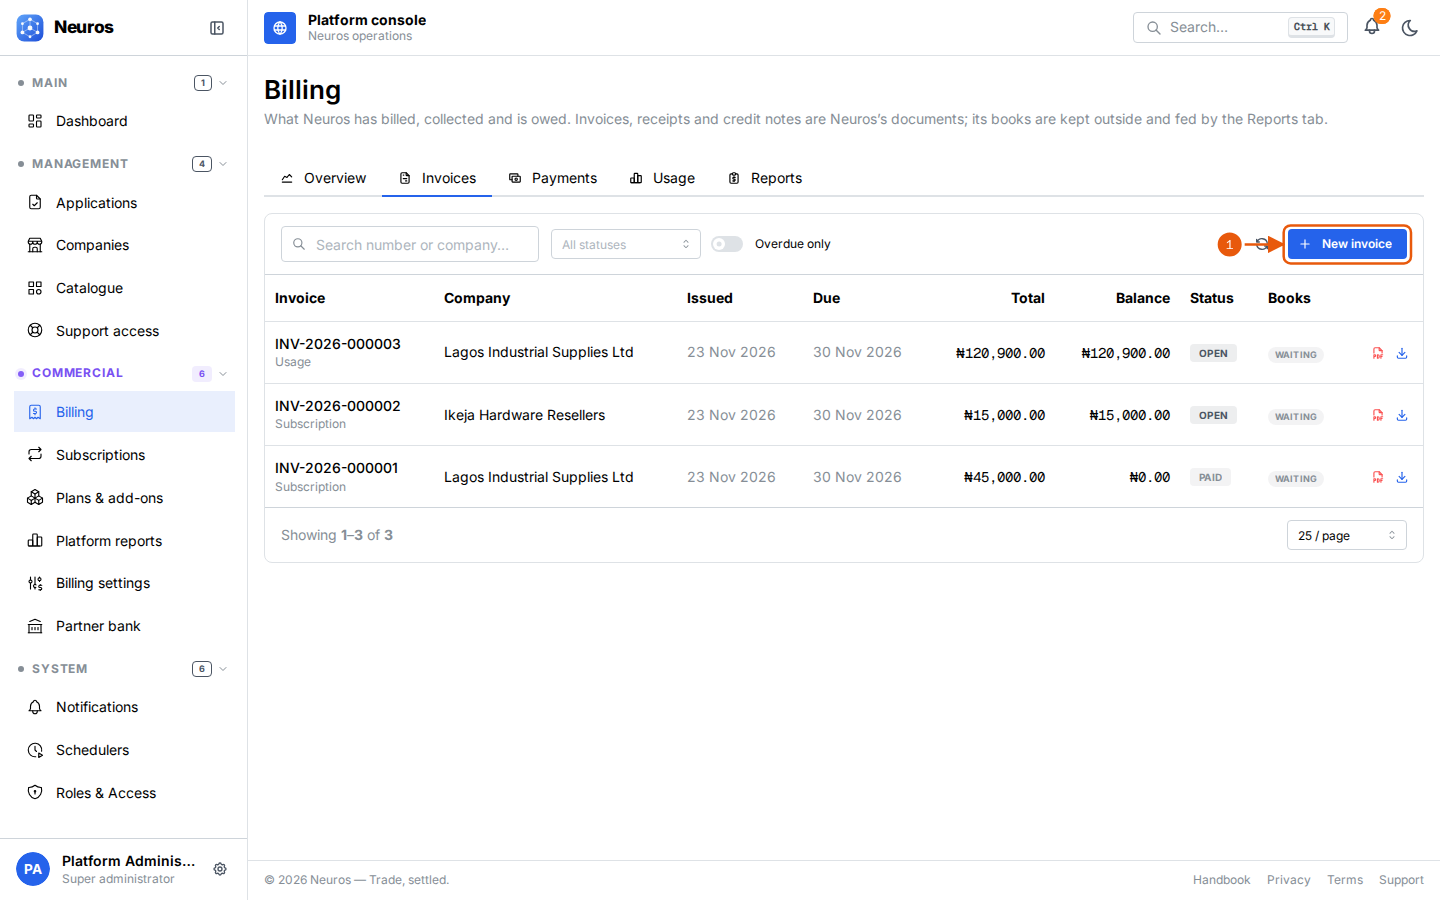 Neuros
Platform console
Neuros operations
Search...
Ctrl K
2
MAIN
1
Dashboard
MANAGEMENT
4
Applications
Companies
Catalogue
Support access
COMMERCIAL
6
Billing
Subscriptions
Plans & add-ons
Platform reports
Billing settings
Partner bank
SYSTEM
6
Notifications
Schedulers
Roles & Access
PA
Platform Adminis...
Super administrator
Billing
What Neuros has billed, collected and is owed. Invoices, receipts and credit notes are Neuros’s documents; its books are kept outside and fed by the Reports tab.
Overview
Invoices
Payments
Usage
Reports
Search number or company...
All statuses
Overdue only
1
New invoice
Invoice Company Issued Due Total Balance Status Books
INV-2026-000003 Lagos Industrial Supplies Ltd 23 Nov 2026 30 Nov 2026 ₦120,900.00 ₦120,900.00 OPEN WAITING
Usage
INV-2026-000002 Ikeja Hardware Resellers 23 Nov 2026 30 Nov 2026 ₦15,000.00 ₦15,000.00 OPEN WAITING
Subscription
INV-2026-000001 Lagos Industrial Supplies Ltd 23 Nov 2026 30 Nov 2026 ₦45,000.00 ₦0.00 PAID WAITING
Subscription
Showing 1–3 of 3
25 / page
© 2026 Neuros — Trade, settled.
Handbook Privacy Terms Support